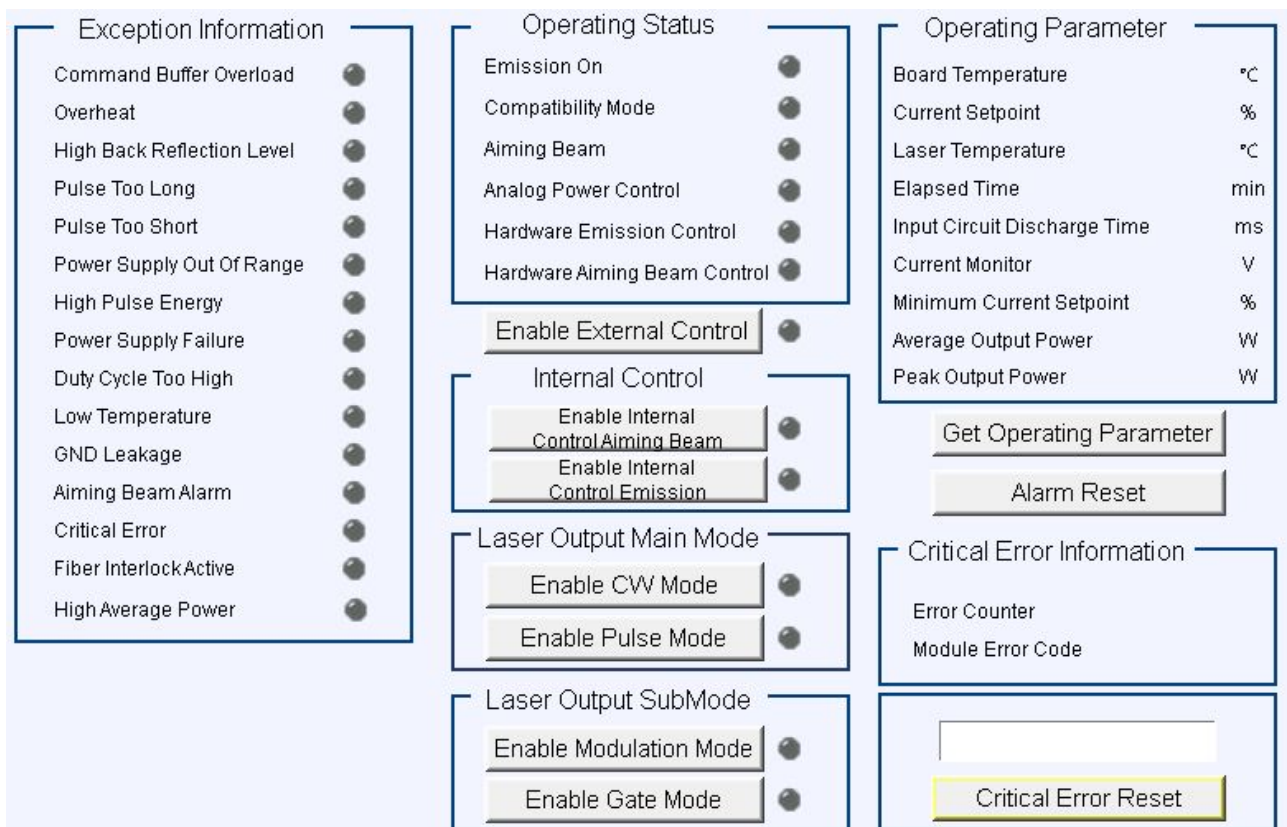 Exception Information
Command Buffer Overload
Overheat
High Back Reflection Level
Pulse Too Long
Pulse Too Short
Power Supply Out Of Range
High Pulse Energy
Power Supply Failure
Duty Cycle Too High
Low Temperature
GND Leakage
Aiming Beam Alarm
Critical Error
Fiber Interlock Active
High Average Power
Operating Status
Emission On
Compatibility Mode
Aiming Beam
Analog Power Control
Hardware Emission Control
Hardware Aiming Beam Control
Enable External Control
Internal Control
Enable Internal
Control Aiming Beam
Enable Internal
Control Emission
Laser Output Main Mode
Enable CW Mode
Enable Pulse Mode
Laser Output SubMode
Enable Modulation Mode
Enable Gate Mode
Operating Parameter
Board Temperature °C
Current Setpoint %
Laser Temperature °C
Elapsed Time min
Input Circuit Discharge Time ms
Current Monitor V
Minimum Current Setpoint %
Average Output Power W
Peak Output Power W
Get Operating Parameter
Alarm Reset
Critical Error Information
Error Counter
Module Error Code
Critical Error Reset